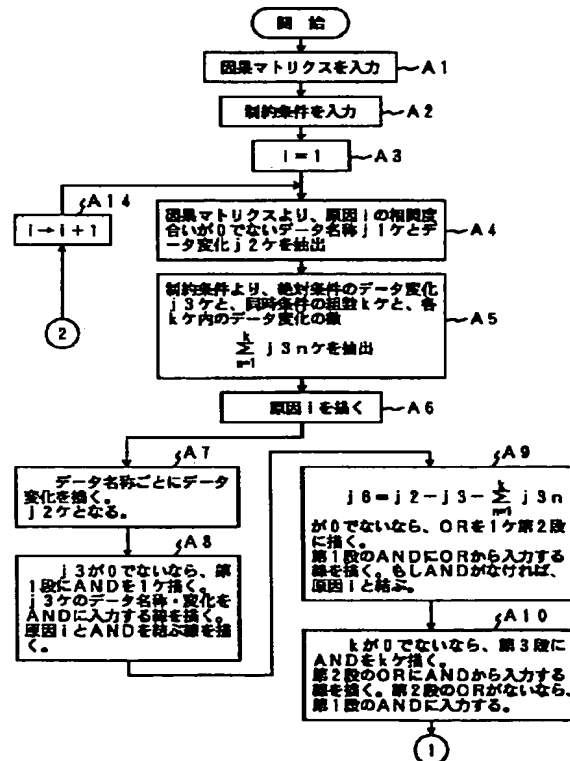 開 始
因果マトリクスを入力
A1
制約条件を入力
A2
i=1
A3
A14
i→i+1
2
因果マトリクスより、原因iの相関度
合いが0でないデータ名称j1ケとデ
ータ変化j2ケを抽出
A4
制約条件より、絶対条件のデータ変化
j3ケと、同時条件の組数kケと、各
kケ内のデータ変化の数
k
Σ j3nケを抽出
n=1
A5
原因iを描く
A6
A7
データ名称ごとにデータ
変化を描く。
j2ケとなる。
A8
j3が0でないなら、第
1段にANDを1ケ描く。
j3ケのデータ名称・変化を
ANDに入力する線を描く。
原因iとANDを結ぶ線を描
く。
A9
k
j6=j2-j3-Σ j3n
n=1
が0でないなら、ORを1ケ第2段
に描く。
第1段のANDにORから入力する
線を描く。もしANDがなければ、
原因iと結ぶ。
A10
kが0でないなら、第3段に
ANDをkケ描く。
第2段のORにANDから入力する
線を描く。第2段のORがないなら、
第1段のANDに入力する。
1